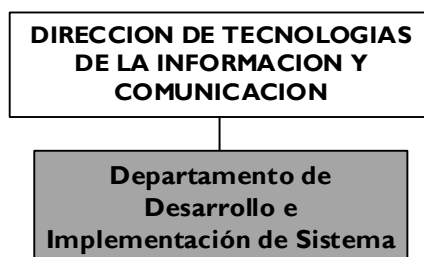 DIRECCION DE TECNOLOGIAS
DE LA INFORMACION Y
COMUNICACION
Departamento de
Desarrollo e
Implementación de Sistema